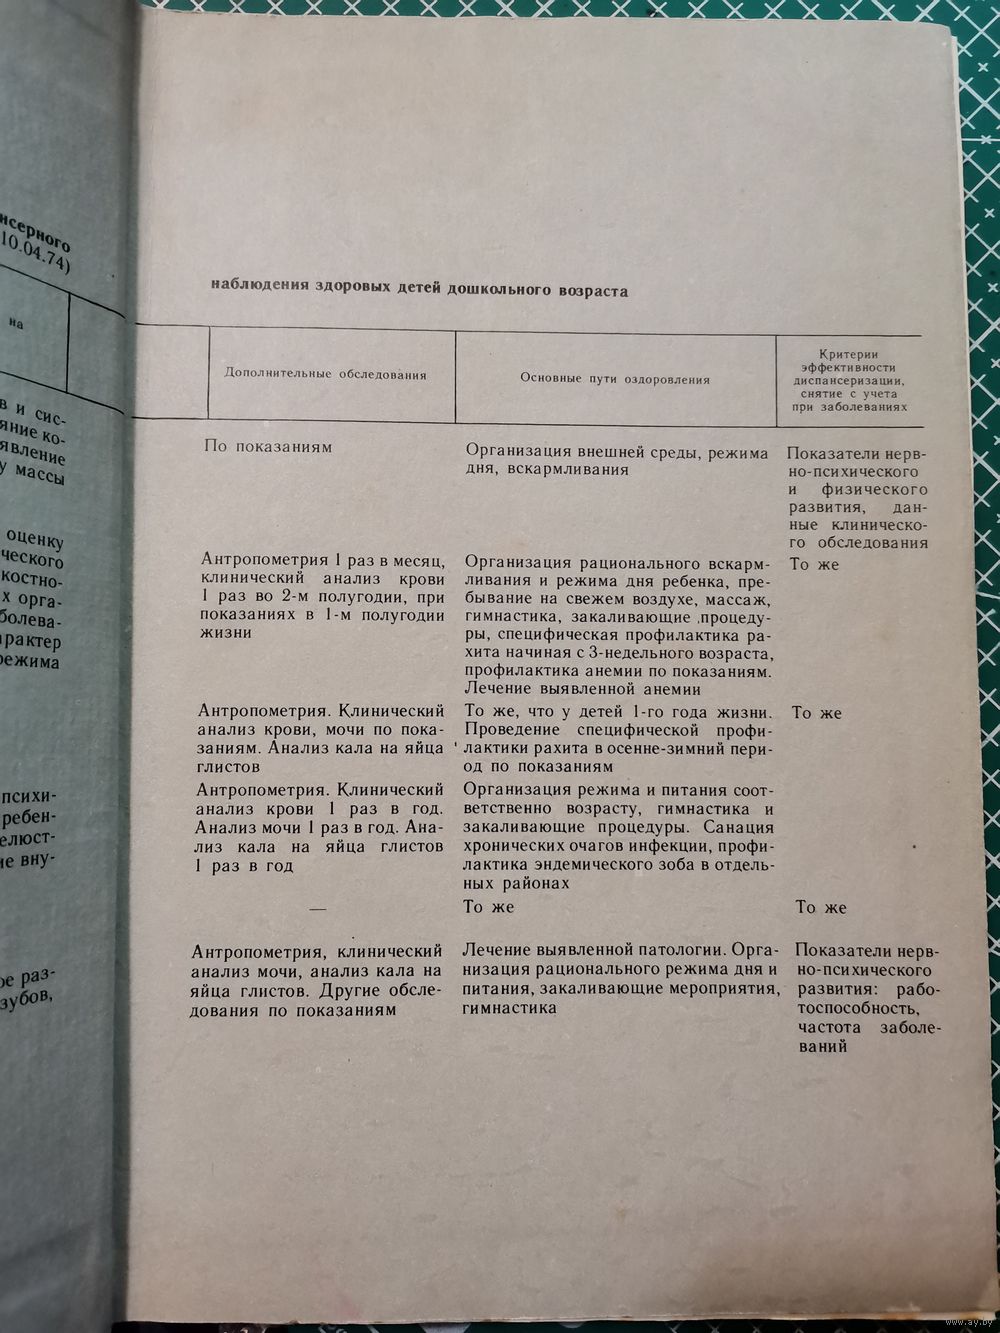 нсерного
10.04.74)
на
в и сис-
яние ко-
явление
у массы
оценку
ческого
костно-
х орга-
болева-
арактер
режима
психи-
ребен-
елюст-
ие вну-
ое раз-
зубов,
наблюдения здоровых детей дошкольного возраста
Дополнительные обследования
Основные пути оздоровления
Критерии
эффективности
диспансеризации,
снятие с учета
при заболеваниях
По показаниям
Организация внешней среды, режима
дня, вскармливания
Показатели нерв-
но-психического
и физического
развития, дан-
ные клиническо-
го обследования
Антропометрия 1 раз в месяц,
клинический анализ крови
1 раз во 2-м полугодии, при
показаниях в 1-м полугодии
жизни
Организация рационального вскарм-
ливания и режима дня ребенка, пре-
бывание на свежем воздухе, массаж,
гимнастика, закаливающие процеду-
ры, специфическая профилактика ра-
хита начиная с 3-недельного возраста,
профилактика анемии по показаниям.
Лечение выявленной анемии
То же
Антропометрия. Клинический
анализ крови, мочи по пока-
заниям. Анализ кала на яйца
глистов
То же, что у детей 1-го года жизни.
Проведение специфической профи-
лактики рахита в осенне-зимний пери-
од по показаниям
То же
Антропометрия. Клинический
анализ крови 1 раз в год.
Анализ мочи 1 раз в год. Ана-
лиз кала на яйца глистов
1 раз в год
Организация режима и питания соот-
ветственно возрасту, гимнастика и
закаливающие процедуры. Санация
хронических очагов инфекции, профи-
лактика эндемического зоба в отдель-
ных районах
—
То же
То же
Антропометрия, клинический
анализ мочи, анализ кала на
яйца глистов. Другие обсле-
дования по показаниям
Лечение выявленной патологии. Орга-
низация рационального режима дня и
питания, закаливающие мероприятия,
гимнастика
Показатели нерв-
но-психического
развития: рабо-
тоспособность,
частота заболе-
ваний
www.ay.by